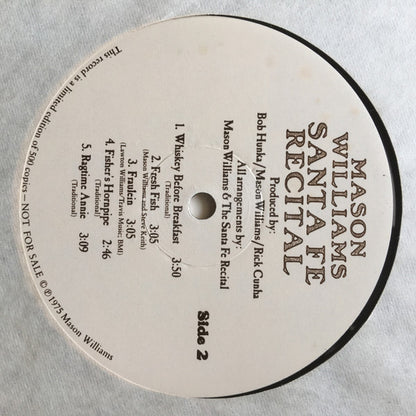 MASON
WILLIAMS
SANTA FE
RECITAL
Produced by:
Bob Hunka/Mason Williams/Rick Cunha
All arrangements by:
Mason Williams & The Santa Fe Recital
Side 2
1. Whiskey Before Breakfast 3:50
(Traditional)
2. Fresh Fish 3:05
(Mason Williams and Steve Keith)
3. Fraulein 3:05
(Lawton Williams/Travis Music; BMI)
4. Fisher's Hornpipe 2:46
(Traditional)
5. Ragtime Annie 3:09
(Traditional)
This record is a limited edition of 500 copies — NOT FOR SALE © ℗ 1975 Mason Williams